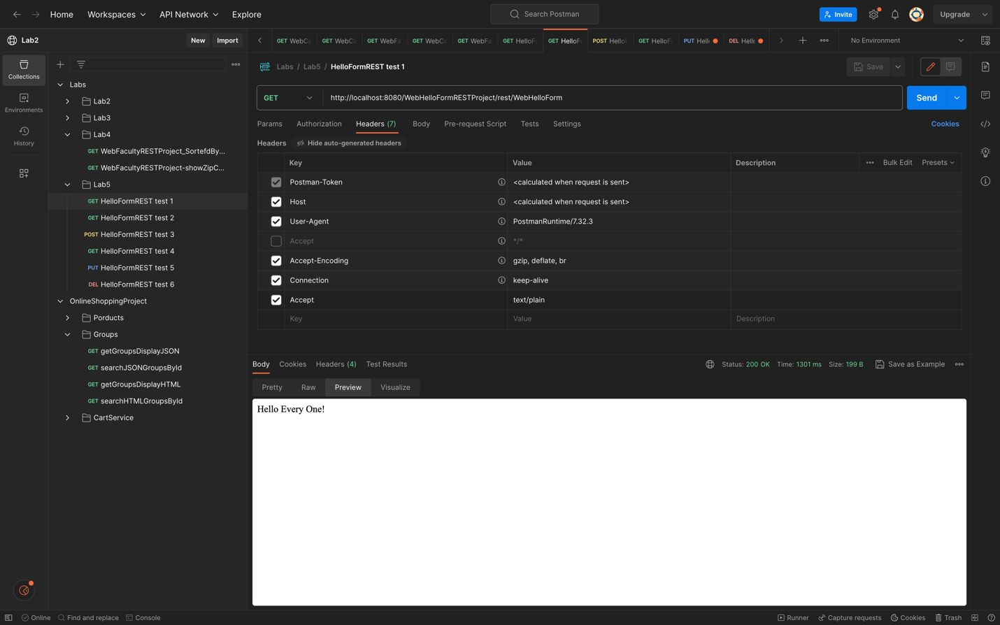 Home Workspaces API Network Explore Search Postman Invite Upgrade
Lab2 New Import GET WebCa GET WebCa GET WebFa GET WebCa GET WebFa GET HelloF GET HelloF POST HelloF GET HelloF PUT Hello DEL Hello No Environment
Labs / Lab5 / HelloFormREST test 1 Save
GET http://localhost:8080/WebHelloFormRESTProject/rest/WebHelloForm Send
Params Authorization Headers (7) Body Pre-request Script Tests Settings Cookies
Headers Hide auto-generated headers
Key Value Description Bulk Edit Presets
Postman-Token <calculated when request is sent>
Host <calculated when request is sent>
User-Agent PostmanRuntime/7.32.3
Accept */*
Accept-Encoding gzip, deflate, br
Connection keep-alive
Accept text/plain
Key Value Description
Collections
Environments
History
Labs
Lab2
Lab3
Lab4
GET WebFacultyRESTProject_SortefdBy...
GET WebFacultyRESTProject-showZipC...
Lab5
GET HelloFormREST test 1
GET HelloFormREST test 2
POST HelloFormREST test 3
GET HelloFormREST test 4
PUT HelloFormREST test 5
DEL HelloFormREST test 6
OnlineShoppingProject
Porducts
Groups
GET getGroupsDisplayJSON
GET searchJSONGroupsById
GET getGroupsDisplayHTML
GET searchHTMLGroupsById
CartService
Body Cookies Headers (4) Test Results Status: 200 OK Time: 1301 ms Size: 199 B Save as Example
Pretty Raw Preview Visualize
Hello Every One!
Online Find and replace Console Runner Capture requests Cookies Trash